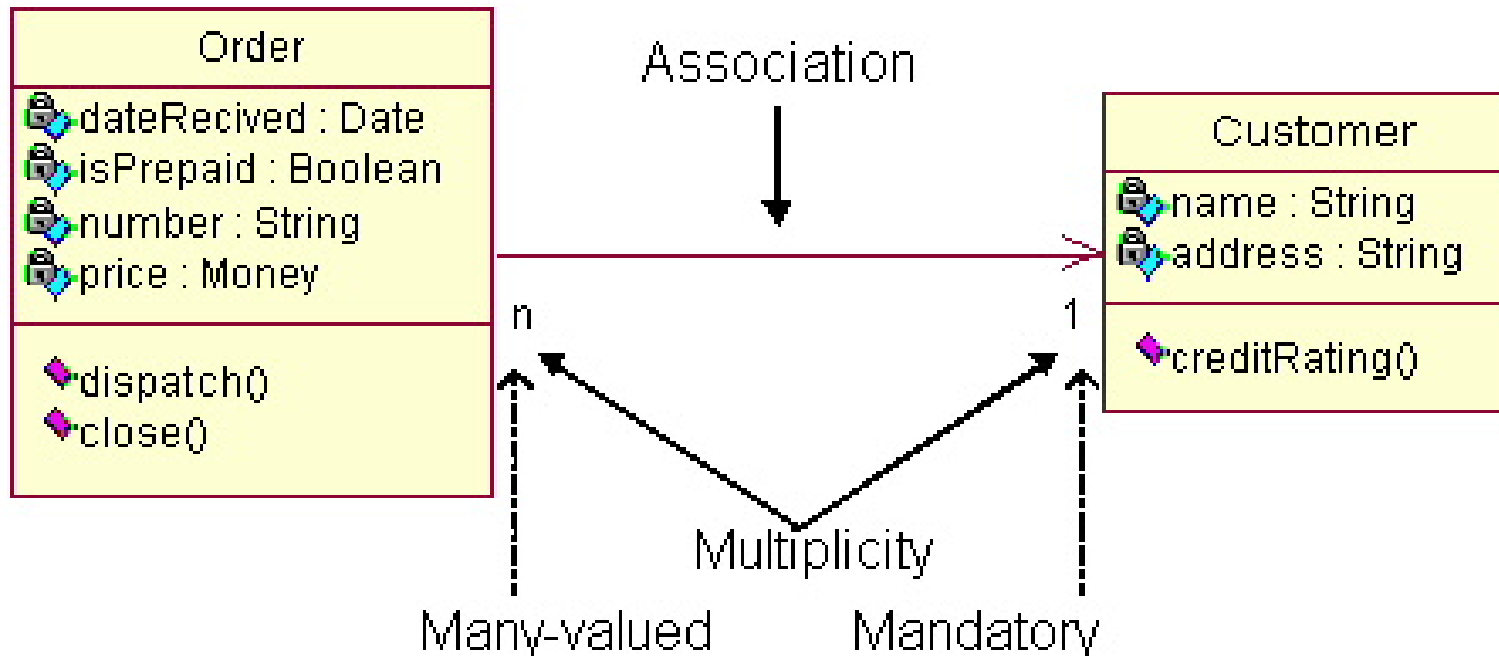 Order
dateRecived : Date
isPrepaid : Boolean
number : String
price : Money
dispatch()
close()
Association
Customer
name : String
address : String
creditRating()
n
1
Multiplicity
Many-valued
Mandatory